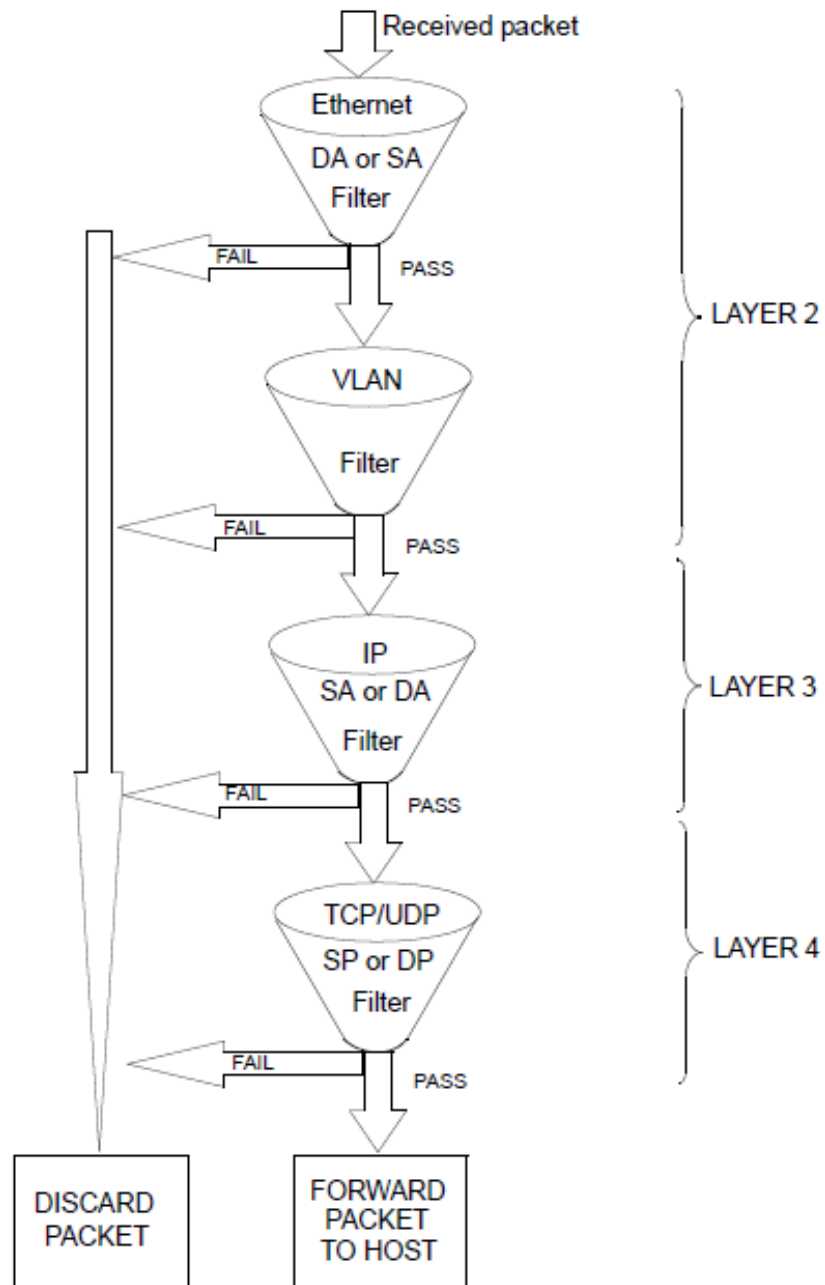 Received packet
Ethernet
DA or SA
Filter
FAIL
PASS
LAYER 2
VLAN
Filter
FAIL
PASS
IP
SA or DA
Filter
LAYER 3
FAIL
PASS
TCP/UDP
SP or DP
Filter
LAYER 4
FAIL
PASS
DISCARD
PACKET
FORWARD
PACKET
TO HOST